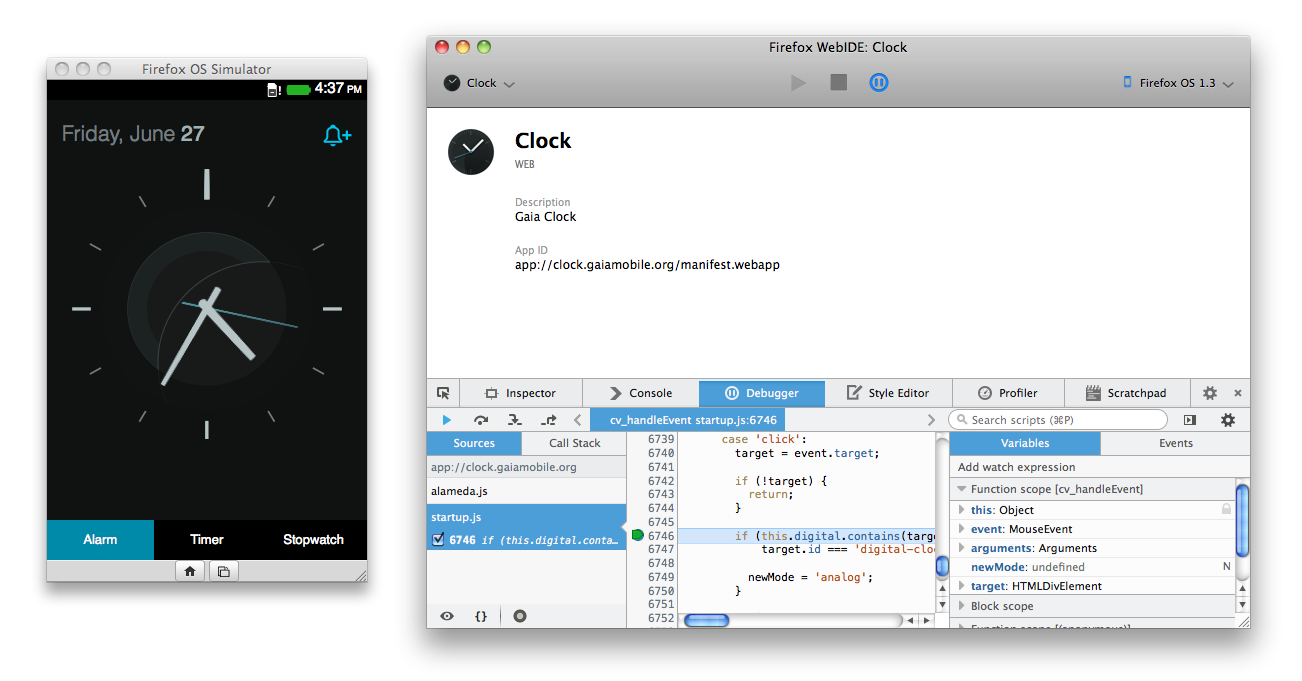 Firefox OS Simulator
4:37 PM
Friday, June 27
Alarm
Timer
Stopwatch
Firefox WebIDE: Clock
Clock
Firefox OS 1.3
Clock
WEB
Description
Gaia Clock
App ID
app://clock.gaiamobile.org/manifest.webapp
Inspector
Console
Debugger
Style Editor
Profiler
Scratchpad
cv_handleEvent startup.js:6746
Search scripts (⌘P)
Sources
Call Stack
app://clock.gaiamobile.org
alameda.js
startup.js
6746 if (this.digital.conta…
{}
6739 case 'click':
6740 target = event.target;
6741
6742 if (!target) {
6743 return;
6744 }
6745
6746 if (this.digital.contains(targ
6747 target.id === 'digital-clo
6748
6749 newMode = 'analog';
6750 }
6751
6752
Variables
Events
Add watch expression
Function scope [cv_handleEvent]
this: Object
event: MouseEvent
arguments: Arguments
newMode: undefined N
target: HTMLDivElement
Block scope